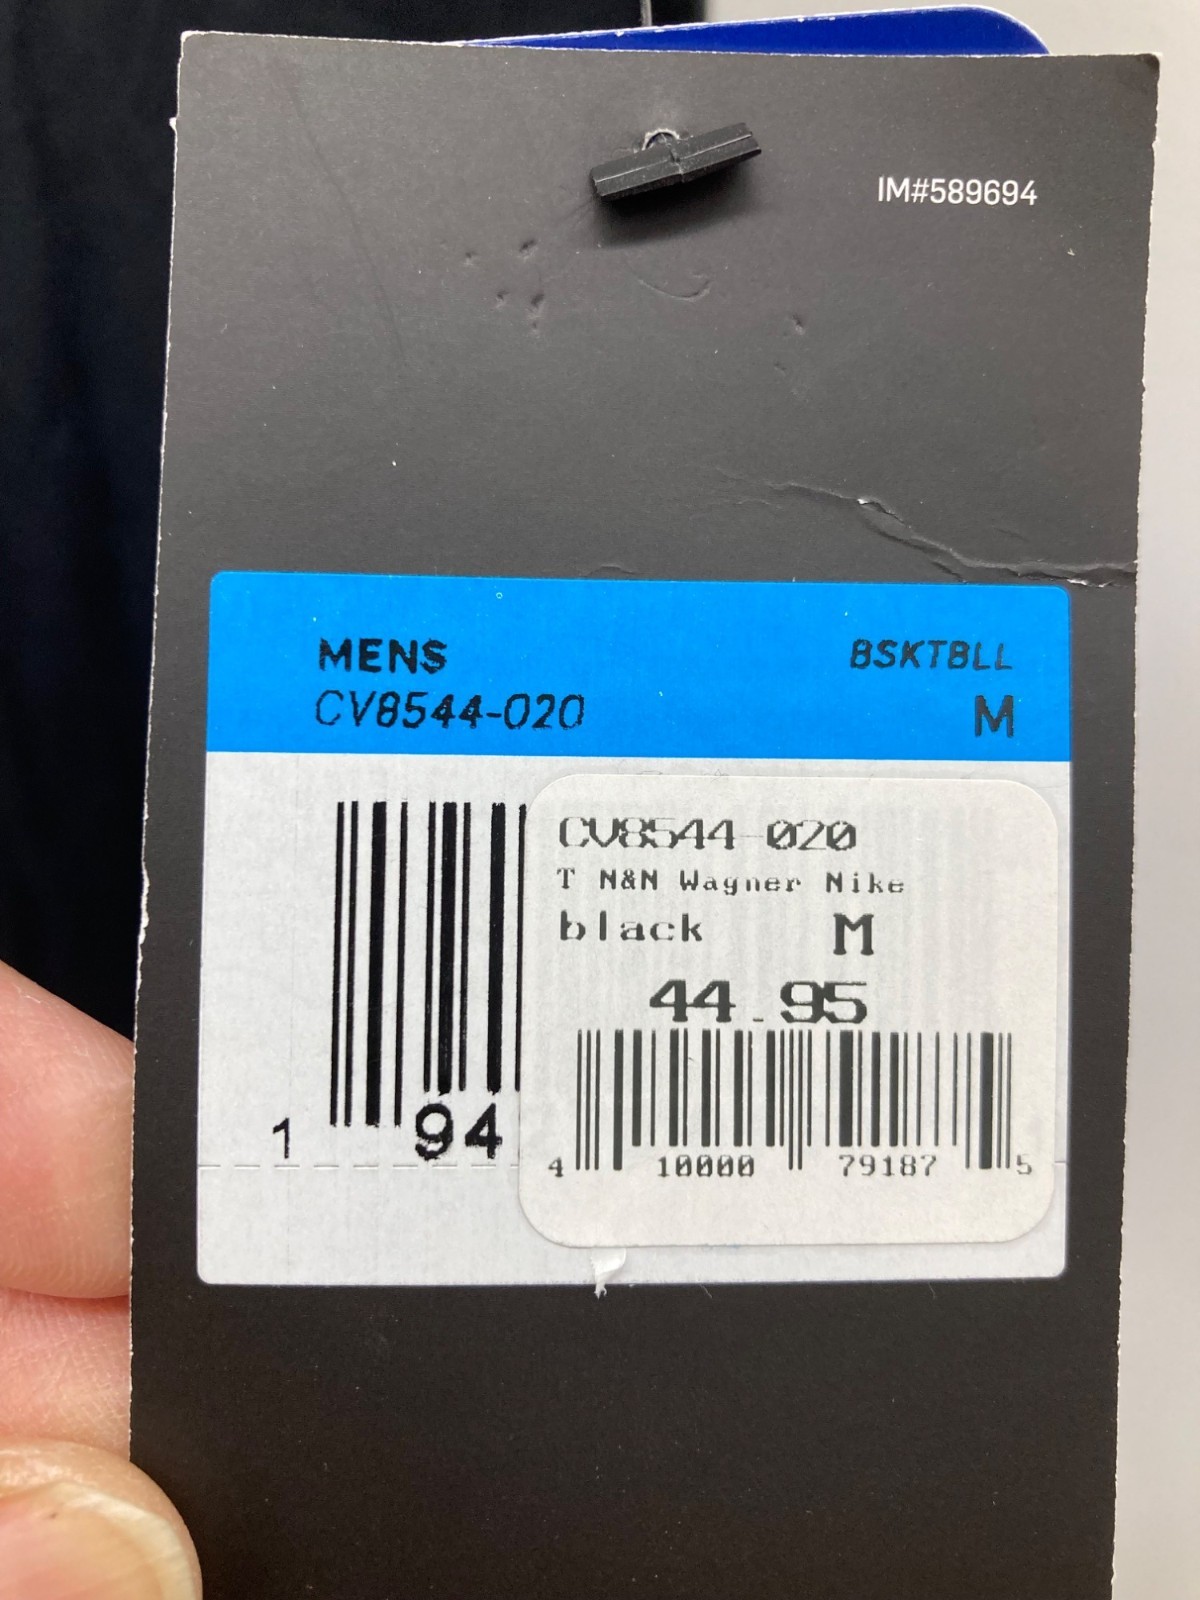 IM#589694
MENS
BSKTBLL
CV8544-020
M
CV8544-020
T N&N Wagner Nike
black M
44.95
1 94
4 10000 79187 5